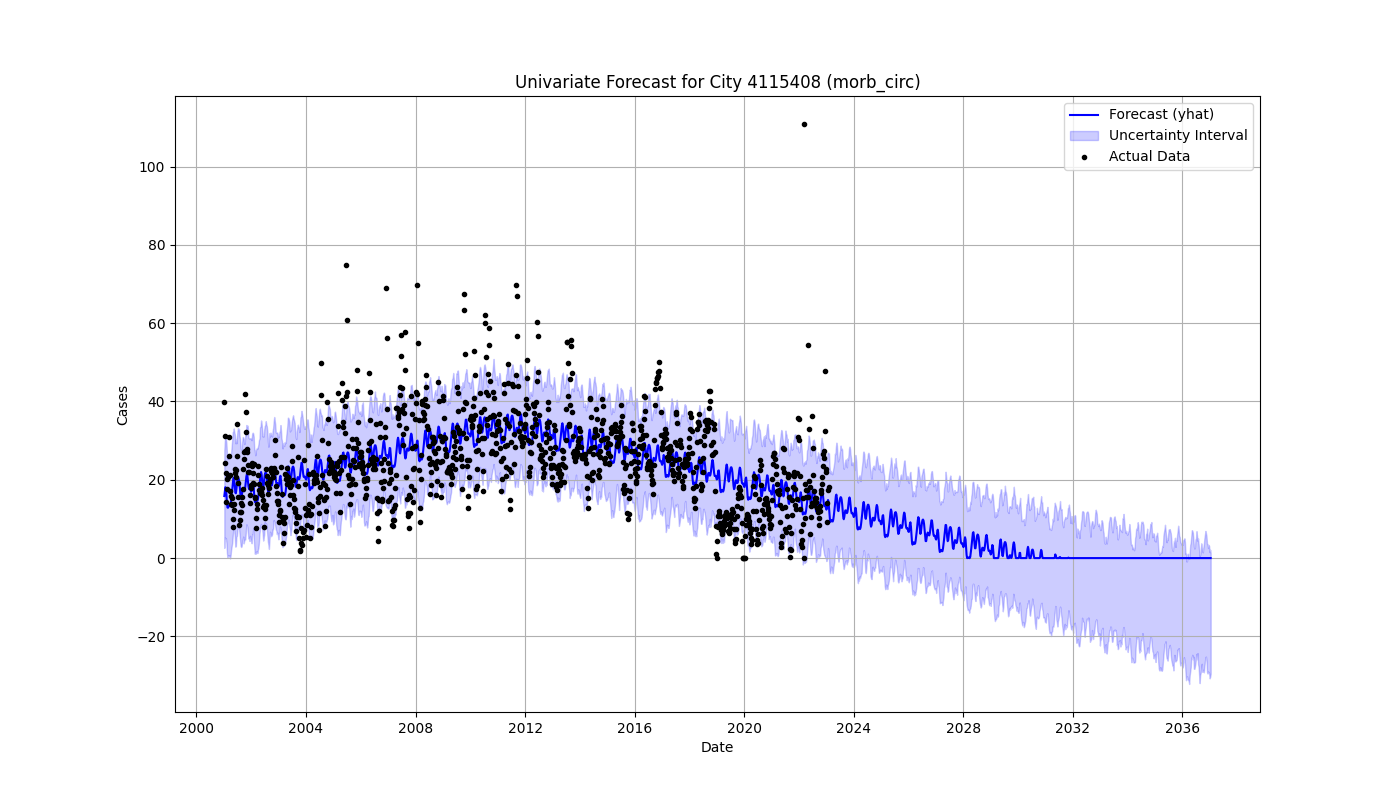 Univariate Forecast for City 4115408 (morb_circ)
Forecast (yhat)
Uncertainty Interval
Actual Data
100
80
60
40
20
0
−20
Cases
2000 2004 2008 2012 2016 2020 2024 2028 2032 2036
Date